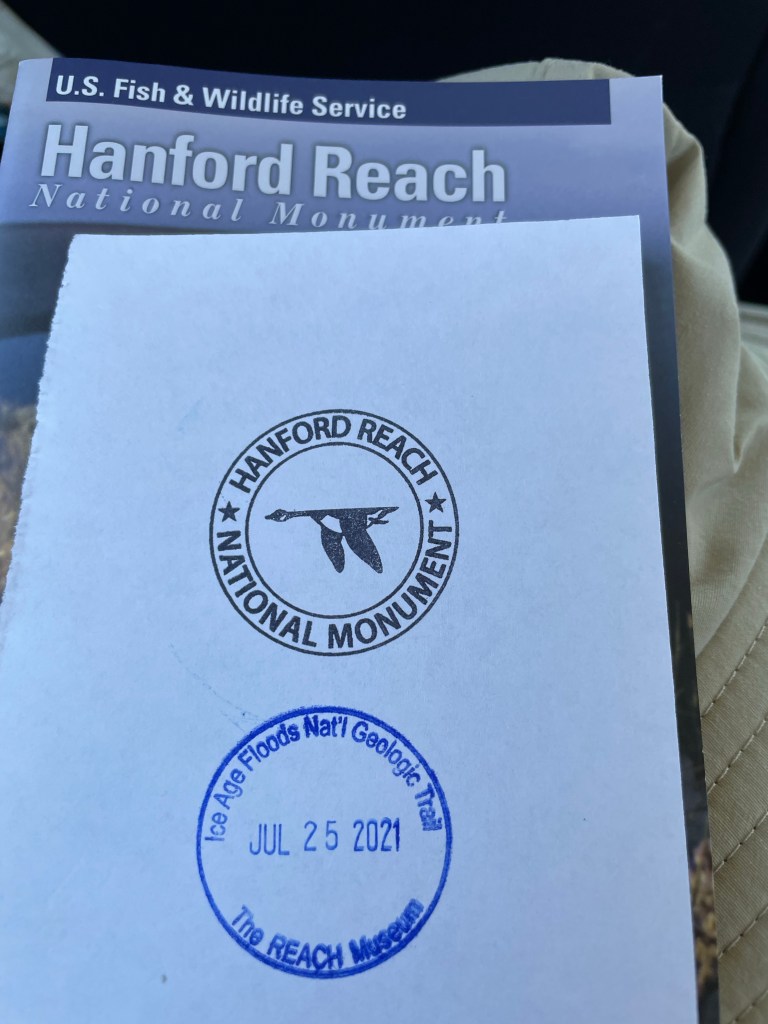 U.S. Fish & Wildlife Service
Hanford Reach
National Monument
HANFORD REACH
NATIONAL MONUMENT
Ice Age Floods Nat'l Geologic Trail
JUL 25 2021
The REACH Museum